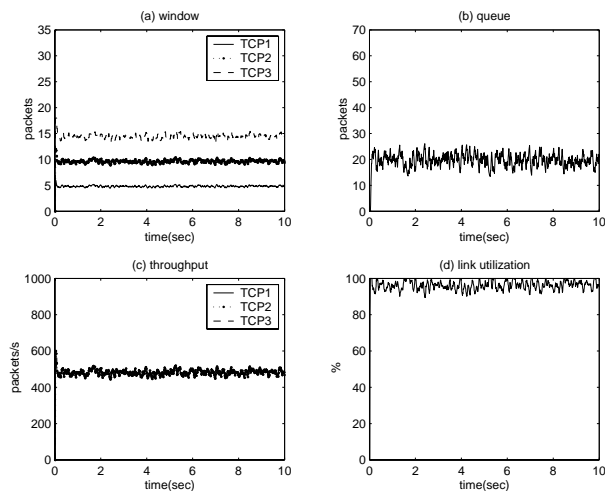 (a) window
35
30
25
20
15
10
5
0
packets
TCP1
TCP2
TCP3
0 2 4 6 8 10
time(sec)
(b) queue
70
60
50
40
30
20
10
0
packets
0 2 4 6 8 10
time(sec)
(c) throughput
1000
800
600
400
200
0
packets/s
TCP1
TCP2
TCP3
0 2 4 6 8 10
time(sec)
(d) link utilization
100
80
60
40
20
0
%
0 2 4 6 8 10
time(sec)